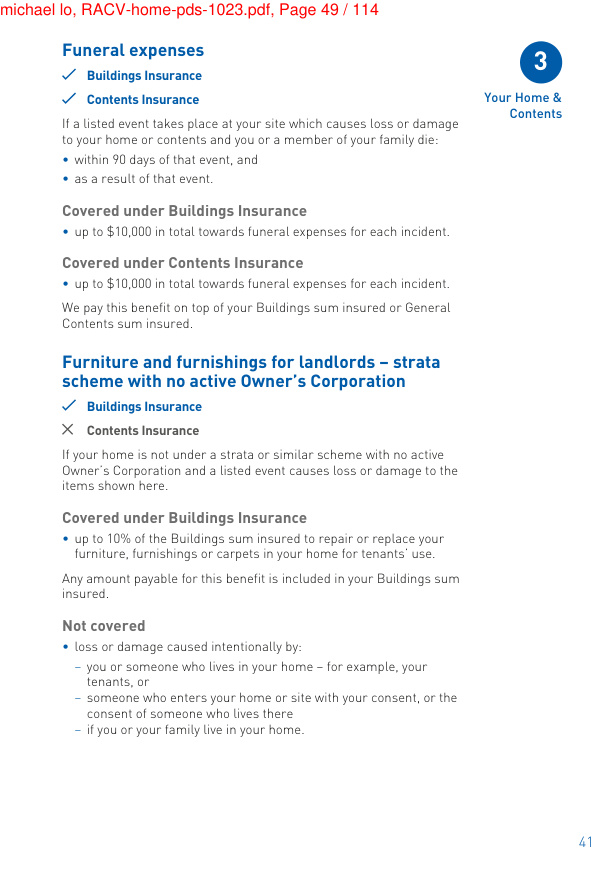 michael lo, RACV-home-pds-1023.pdf, Page 49 / 114
Funeral expenses
Buildings Insurance
Contents Insurance
If a listed event takes place at your site which causes loss or damage
to your home or contents and you or a member of your family die:
• within 90 days of that event, and
• as a result of that event.
Covered under Buildings Insurance
• up to $10,000 in total towards funeral expenses for each incident.
Covered under Contents Insurance
• up to $10,000 in total towards funeral expenses for each incident.
We pay this benefit on top of your Buildings sum insured or General
Contents sum insured.
Furniture and furnishings for landlords – strata
scheme with no active Owner's Corporation
Buildings Insurance
Contents Insurance
If your home is not under a strata or similar scheme with no active
Owner's Corporation and a listed event causes loss or damage to the
items shown here.
Covered under Buildings Insurance
• up to 10% of the Buildings sum insured to repair or replace your
furniture, furnishings or carpets in your home for tenants' use.
Any amount payable for this benefit is included in your Buildings sum
insured.
Not covered
• loss or damage caused intentionally by:
– you or someone who lives in your home – for example, your
tenants, or
– someone who enters your home or site with your consent, or the
consent of someone who lives there
– if you or your family live in your home.
3
Your Home &
Contents
41